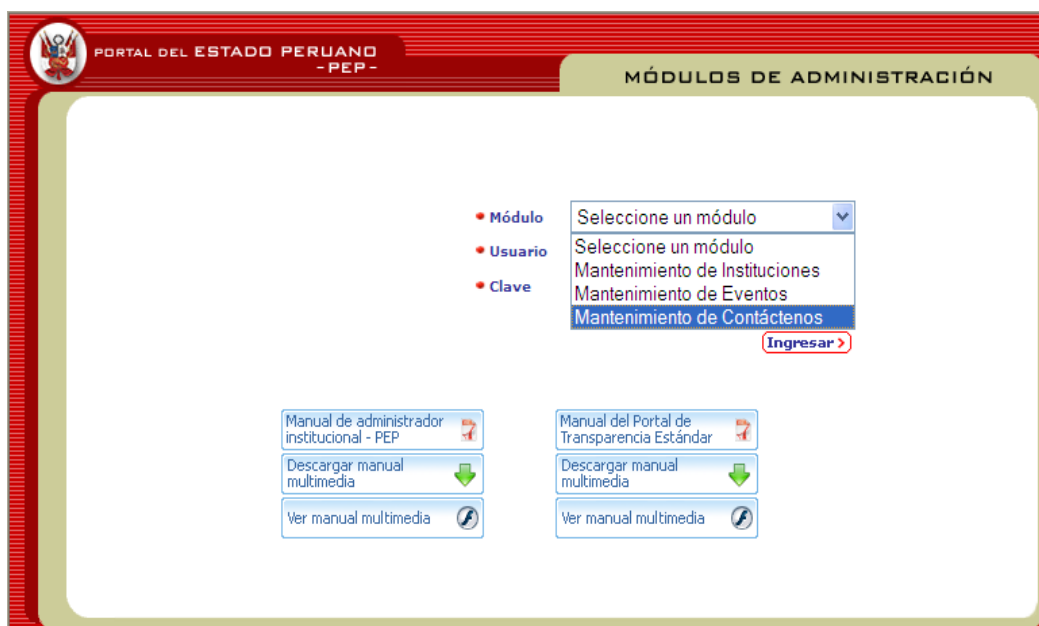 PORTAL DEL ESTADO PERUANO
-PEP-
MÓDULOS DE ADMINISTRACIÓN
Módulo
Seleccione un módulo
Usuario
Clave
Seleccione un módulo
Mantenimiento de Instituciones
Mantenimiento de Eventos
Mantenimiento de Contáctenos
Ingresar >
Manual de administrador
institucional - PEP
Descargar manual
multimedia
Ver manual multimedia
Manual del Portal de
Transparencia Estándar
Descargar manual
multimedia
Ver manual multimedia